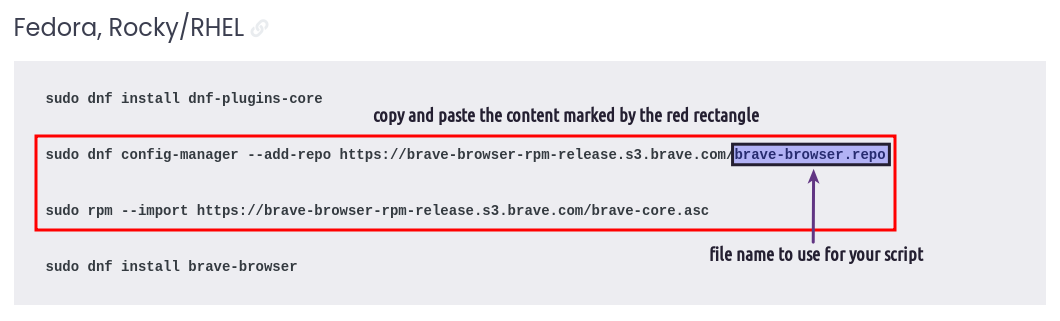 Fedora, Rocky/RHEL
sudo dnf install dnf-plugins-core
copy and paste the content marked by the red rectangle
sudo dnf config-manager --add-repo https://brave-browser-rpm-release.s3.brave.com/brave-browser.repo
sudo rpm --import https://brave-browser-rpm-release.s3.brave.com/brave-core.asc
file name to use for your script
sudo dnf install brave-browser